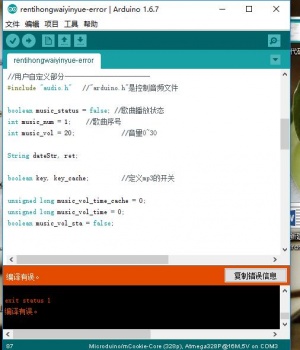 rentihongwaiyinyue-error | Arduino 1.6.7
文件 编辑 项目 工具 帮助
rentihongwaiyinyue-error
//用户自定义部分
#include "audio.h" //"arduino.h"是控制音频文件
boolean music_status = false; //歌曲播放状态
int music_num = 1; //歌曲序号
int music_vol = 20; //音量0~30
String dateStr, ret;
boolean key, key_cache; //定义mp3的开关
unsigned long music_vol_time_cache = 0;
unsigned long music_vol_time = 0;
boolean music_vol_sta = false;
编译有误。
复制错误信息
exit status 1
编译有误。
87
Microduino/mCookie-Core (328p), Atmega328P@16M,5V on COM3